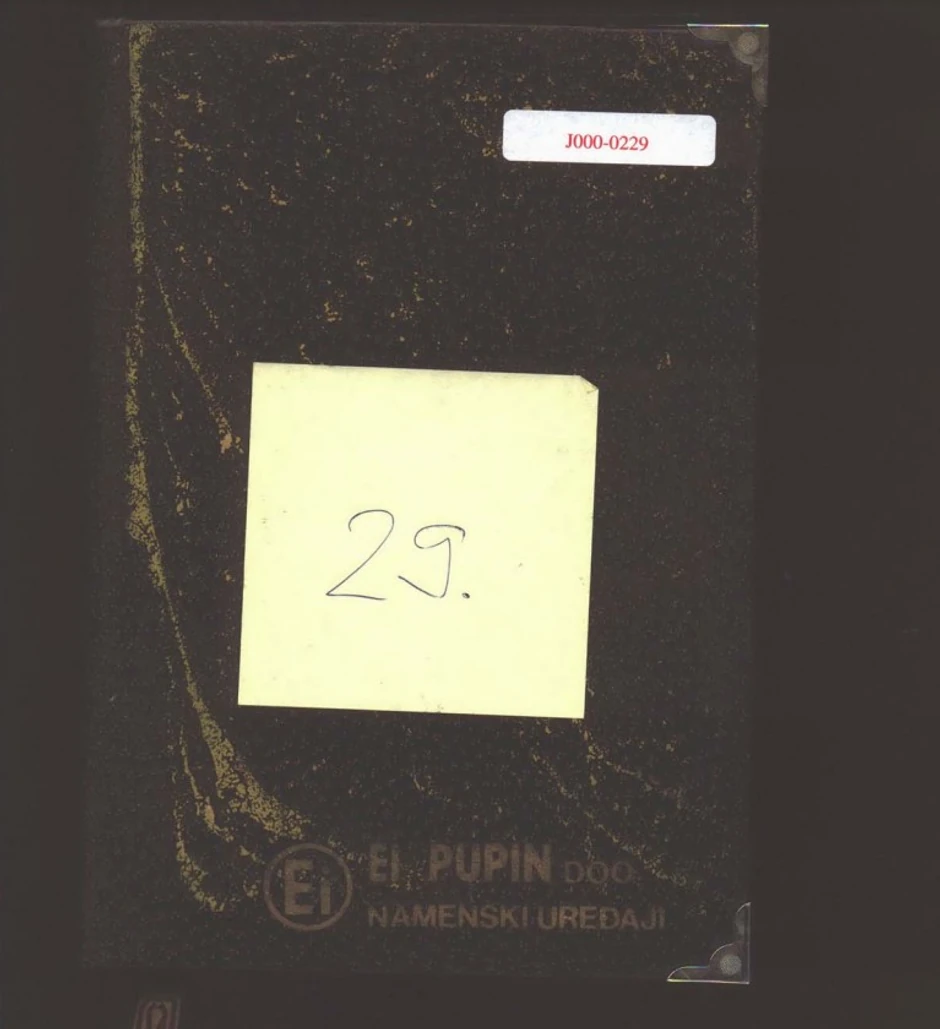 J000-0229
29.
Ei
EI PUPIN DOO
NAMENSKI UREĐAJI